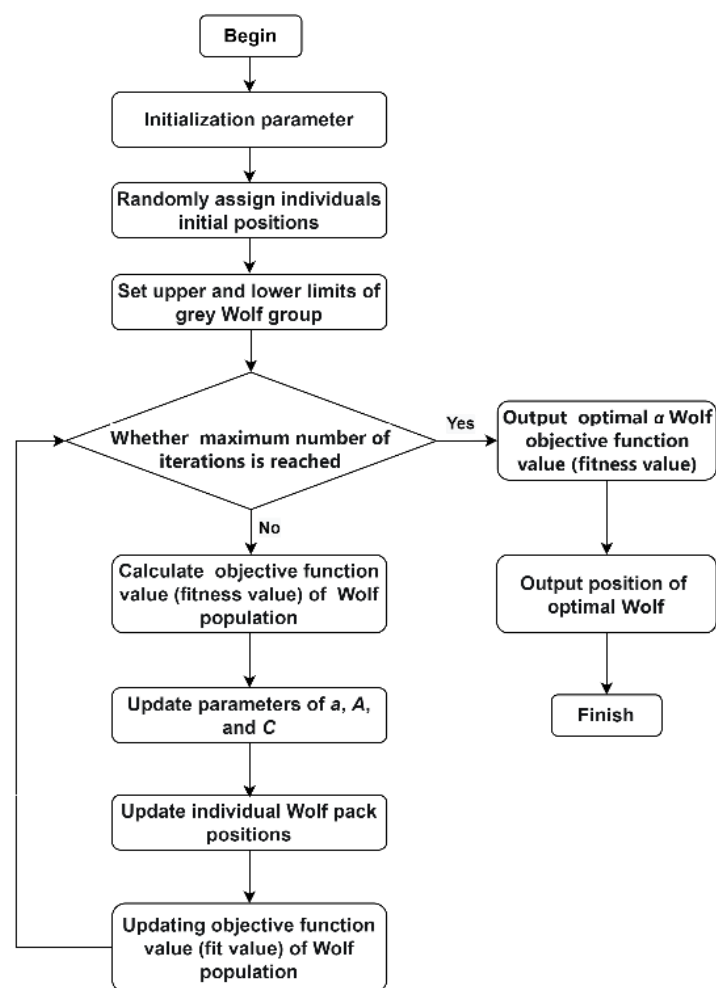 Begin
Initialization parameter
Randomly assign individuals
initial positions
Set upper and lower limits of
grey Wolf group
Whether maximum number of
iterations is reached
Yes
Output optimal α Wolf
objective function
value (fitness value)
Output position of
optimal Wolf
Finish
No
Calculate objective function
value (fitness value) of Wolf
population
Update parameters of a, A,
and C
Update individual Wolf pack
positions
Updating objective function
value (fit value) of Wolf
population